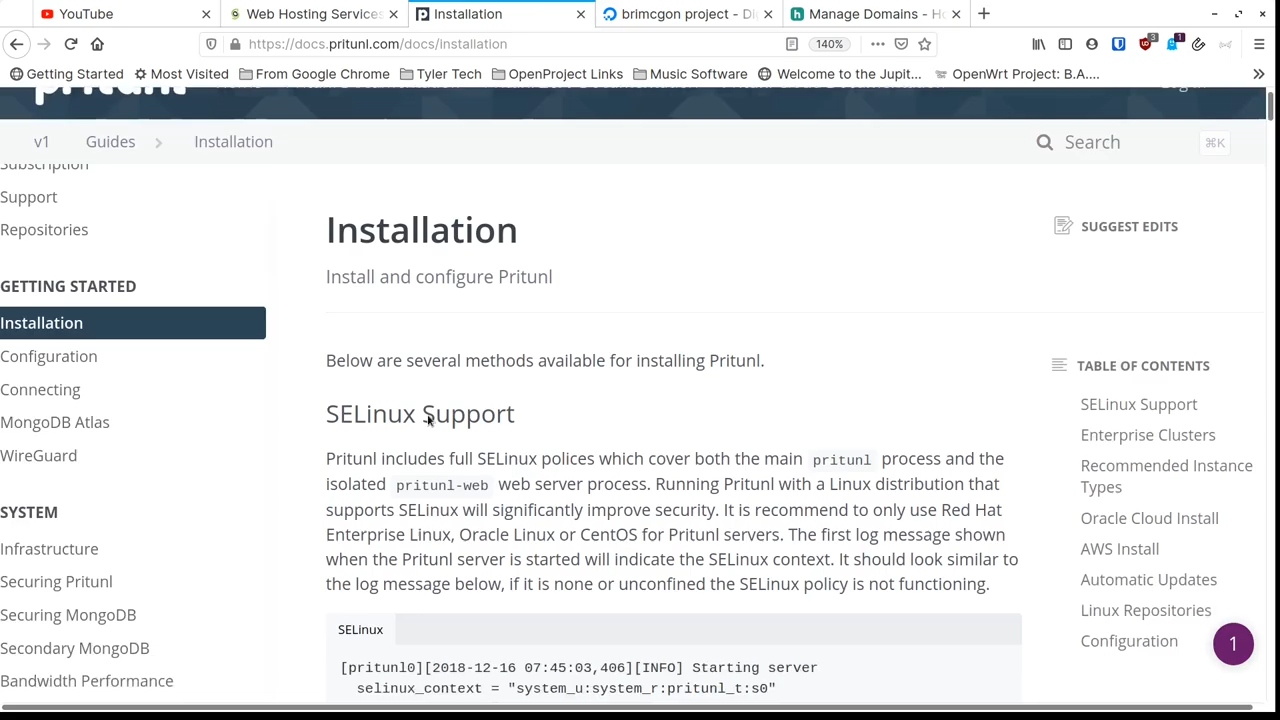 YouTube
Web Hosting Services
Installation
brimcgon project - Di
Manage Domains - Ho
https://docs.pritunl.com/docs/installation
140%
3
1
Getting Started
Most Visited
From Google Chrome
Tyler Tech
OpenProject Links
Music Software
Welcome to the Jupit...
OpenWrt Project: B.A....
pritunl
Log In
v1
Guides
Installation
Search
⌘K
Subscription
Support
Repositories
GETTING STARTED
Installation
Configuration
Connecting
MongoDB Atlas
WireGuard
SYSTEM
Infrastructure
Securing Pritunl
Securing MongoDB
Secondary MongoDB
Bandwidth Performance
Installation
Install and configure Pritunl
Below are several methods available for installing Pritunl.
SELinux Support
Pritunl includes full SELinux polices which cover both the main pritunl process and the
isolated pritunl-web web server process. Running Pritunl with a Linux distribution that
supports SELinux will significantly improve security. It is recommend to only use Red Hat
Enterprise Linux, Oracle Linux or CentOS for Pritunl servers. The first log message shown
when the Pritunl server is started will indicate the SELinux context. It should look similar to
the log message below, if it is none or unconfined the SELinux policy is not functioning.
SELinux
[pritunl0][2018-12-16 07:45:03,406][INFO] Starting server
selinux_context = "system_u:system_r:pritunl_t:s0"
SUGGEST EDITS
TABLE OF CONTENTS
SELinux Support
Enterprise Clusters
Recommended Instance
Types
Oracle Cloud Install
AWS Install
Automatic Updates
Linux Repositories
Configuration
1